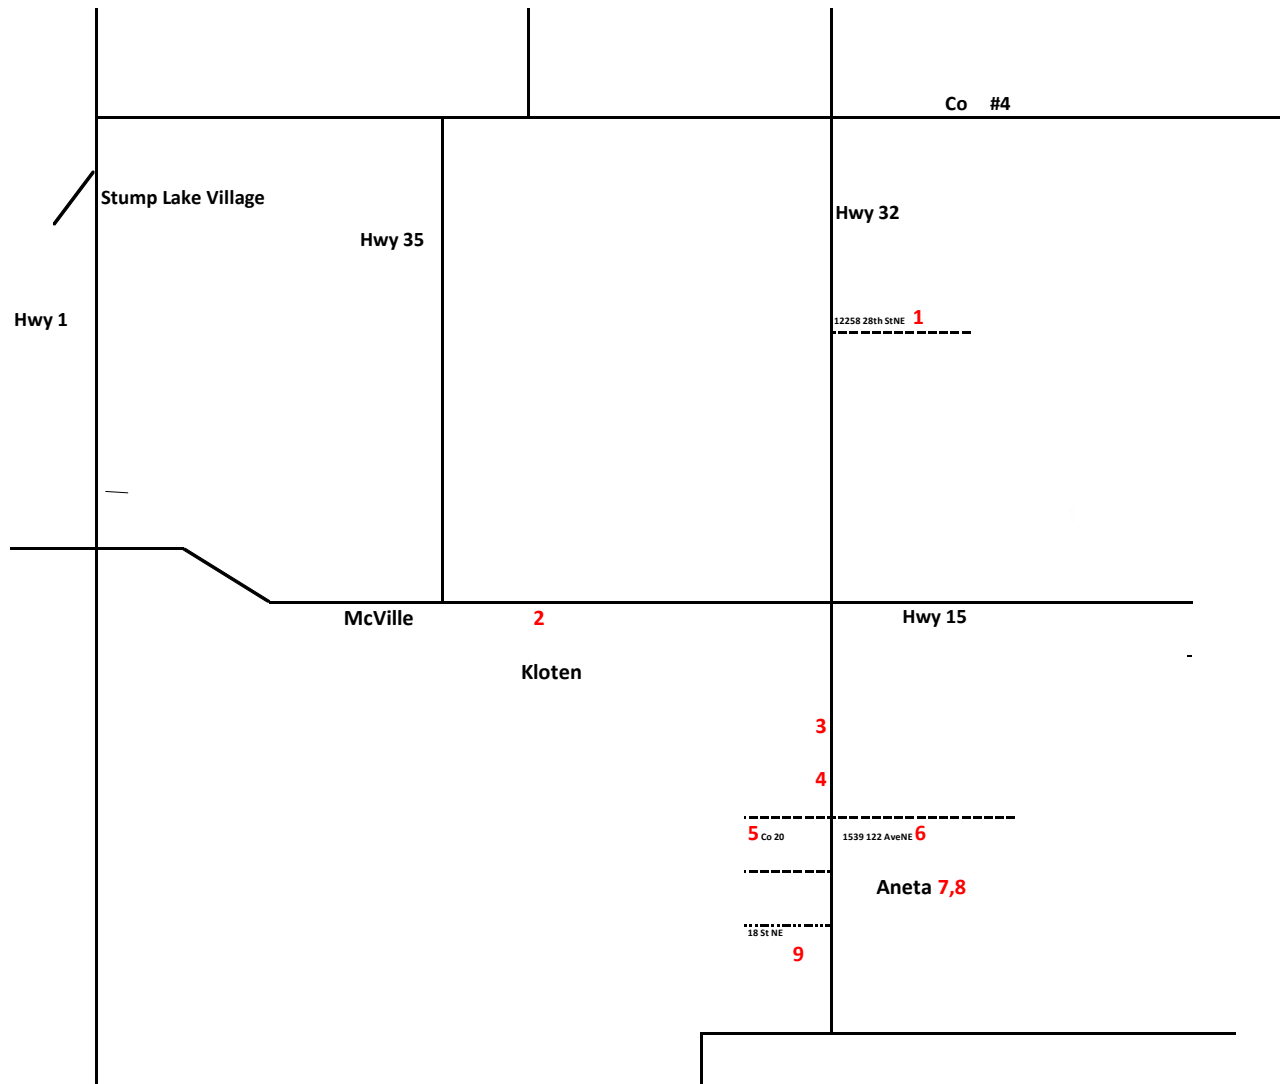 Co #4
Stump Lake Village
Hwy 32
Hwy 35
Hwy 1
12258 28th StNE 1
McVille
2
Hwy 15
Kloten
3
4
5 Co 20
1539 122 AveNE 6
Aneta 7,8
18 St NE
9